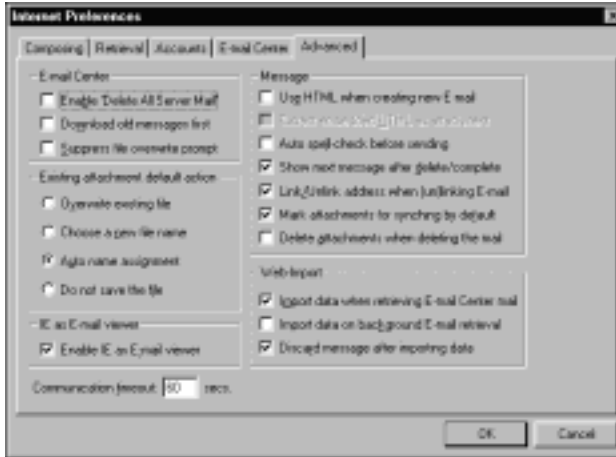 Internet Preferences
Composing Retrieval Accounts E-mail Center Advanced
E-mail Center
Enable 'Delete All Server Mail'
Download old messages first
Suppress file overwrite prompt
Existing attachment default action
Overwrite existing file
Choose a new file name
Auto name assignment
Do not save the file
IE as E-mail viewer
Enable IE as E-mail viewer
Communication timeout: 60 secs.
Message
Use HTML when creating new E-mail
Auto spell-check before sending
Show next message after delete/complete
Link/Unlink address when (un)linking E-mail
Mark attachments for synching by default
Delete attachments when deleting the mail
Web-Import
Import data when retrieving E-mail Center mail
Import data on background E-mail retrieval
Discard message after importing data
OK Cancel